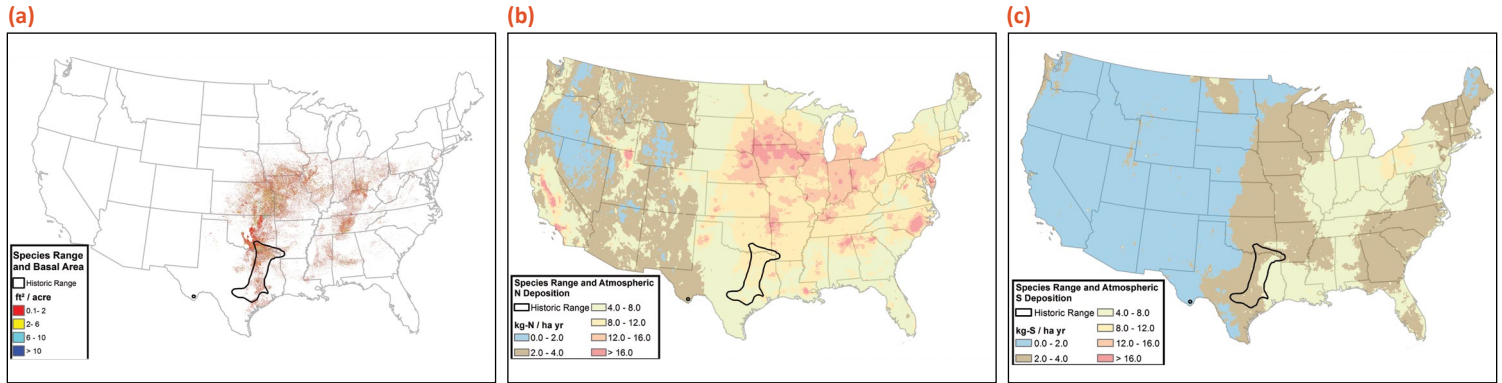 (a)
Species Range
and Basal Area
Historic Range
ft² / acre
0.1- 2
2- 6
6 - 10
> 10
(b)
Species Range and Atmospheric
N Deposition
Historic Range
kg-N / ha yr
0.0 - 2.0
2.0 - 4.0
4.0 - 8.0
8.0 - 12.0
12.0 - 16.0
> 16.0
(c)
Species Range and Atmospheric
S Deposition
Historic Range
kg-S / ha yr
0.0 - 2.0
2.0 - 4.0
4.0 - 8.0
8.0 - 12.0
12.0 - 16.0
> 16.0